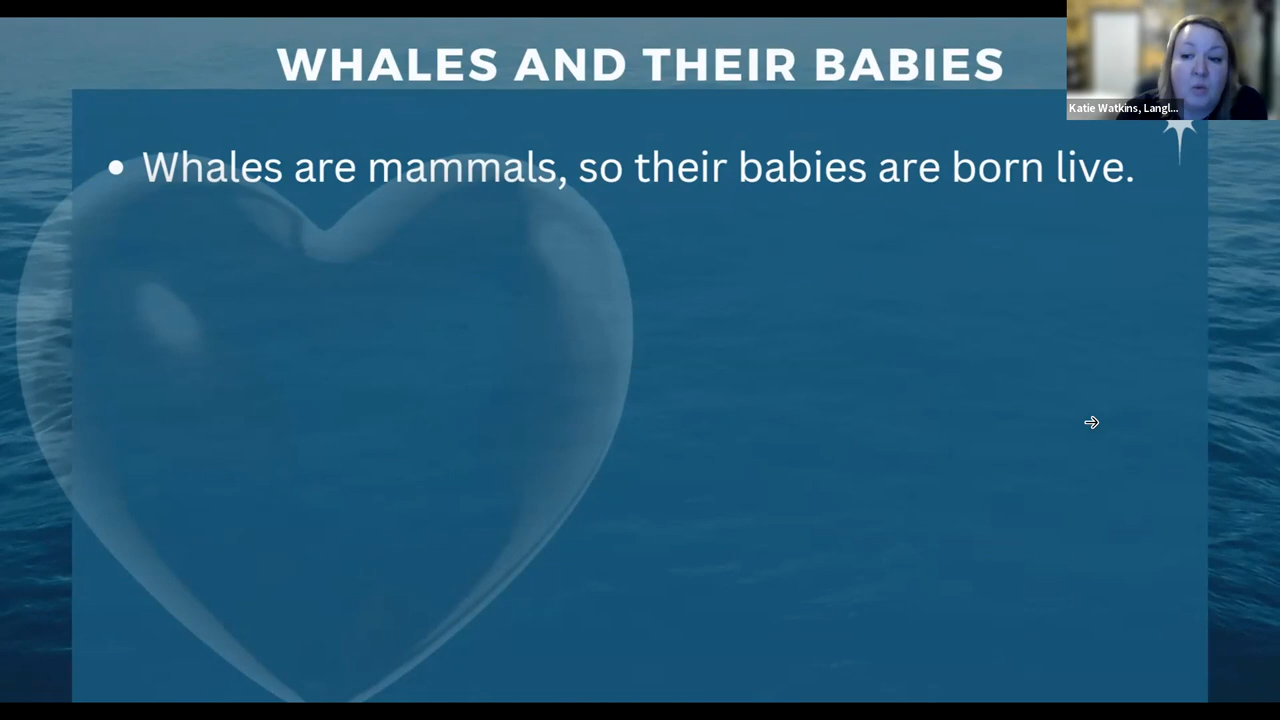 WHALES AND THEIR BABIES
Katie Watkins, Langl...
• Whales are mammals, so their babies are born live.